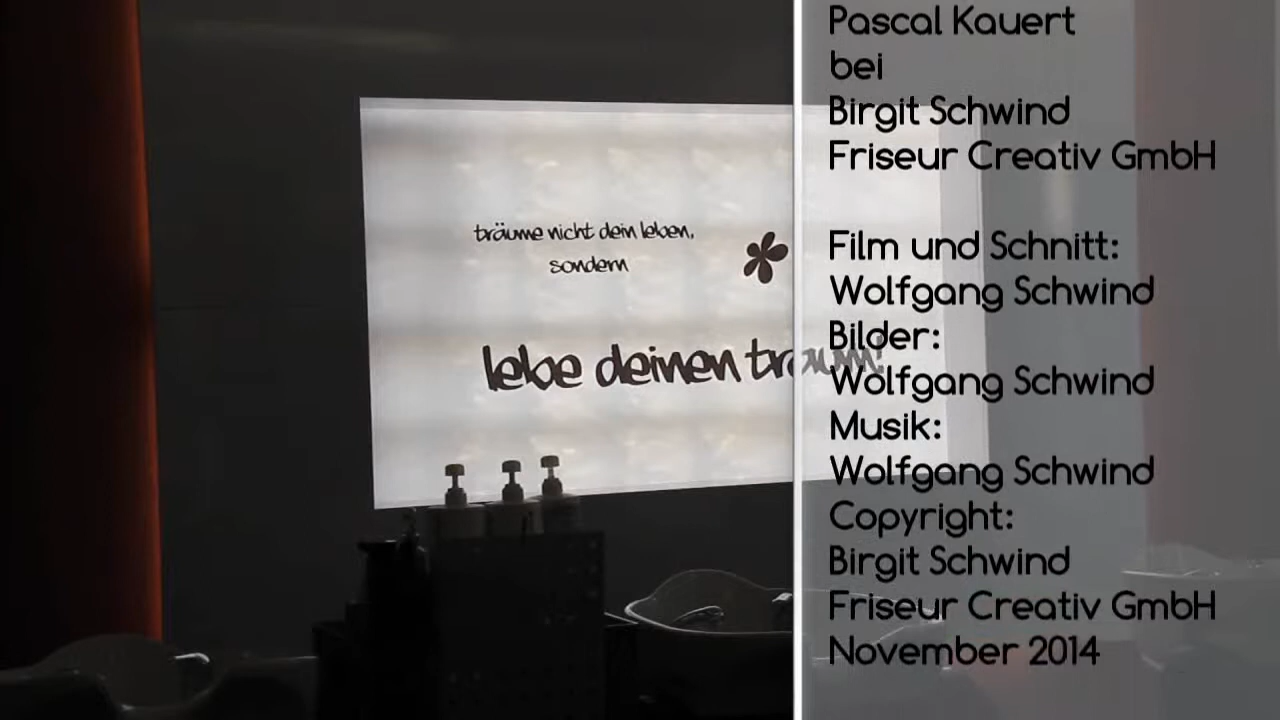 träume nicht dein leben,
sondern
lebe deinen traum!
Pascal Kauert
bei
Birgit Schwind
Friseur Creativ GmbH
Film und Schnitt:
Wolfgang Schwind
Bilder:
Wolfgang Schwind
Musik:
Wolfgang Schwind
Copyright:
Birgit Schwind
Friseur Creativ GmbH
November 2014